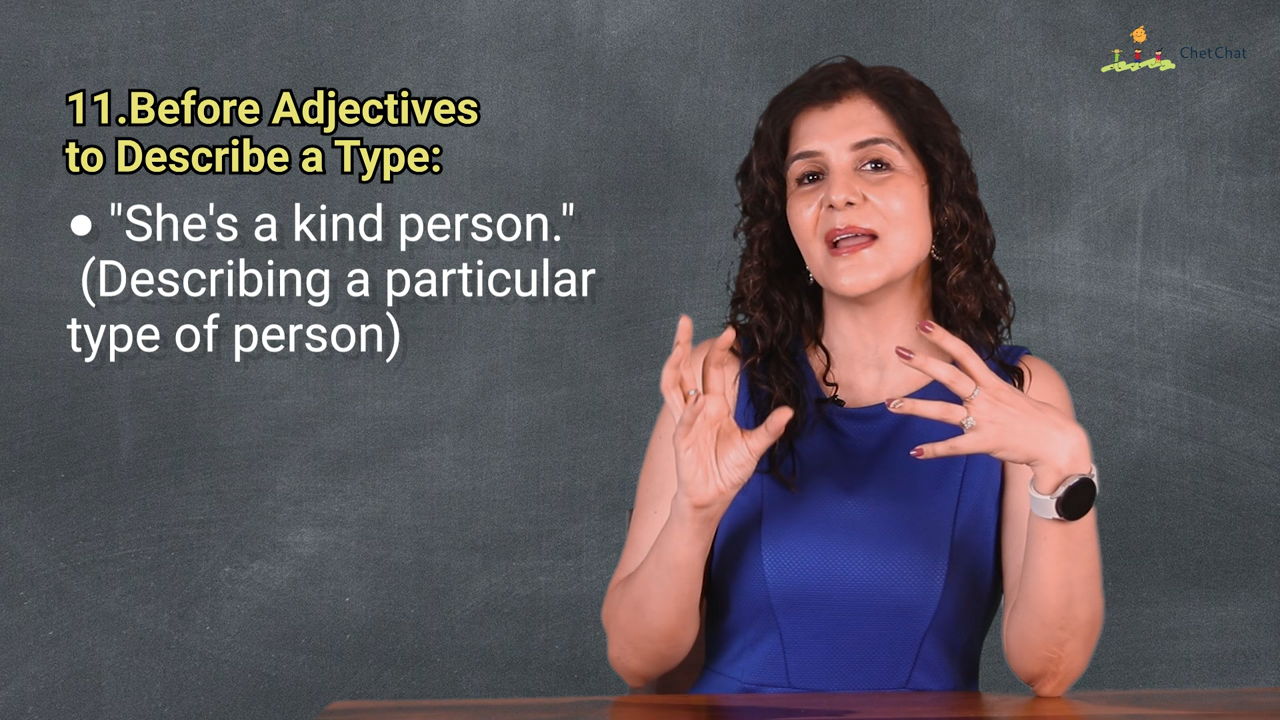 ChetChat
11.Before Adjectives
to Describe a Type:
● "She's a kind person."
(Describing a particular
type of person)